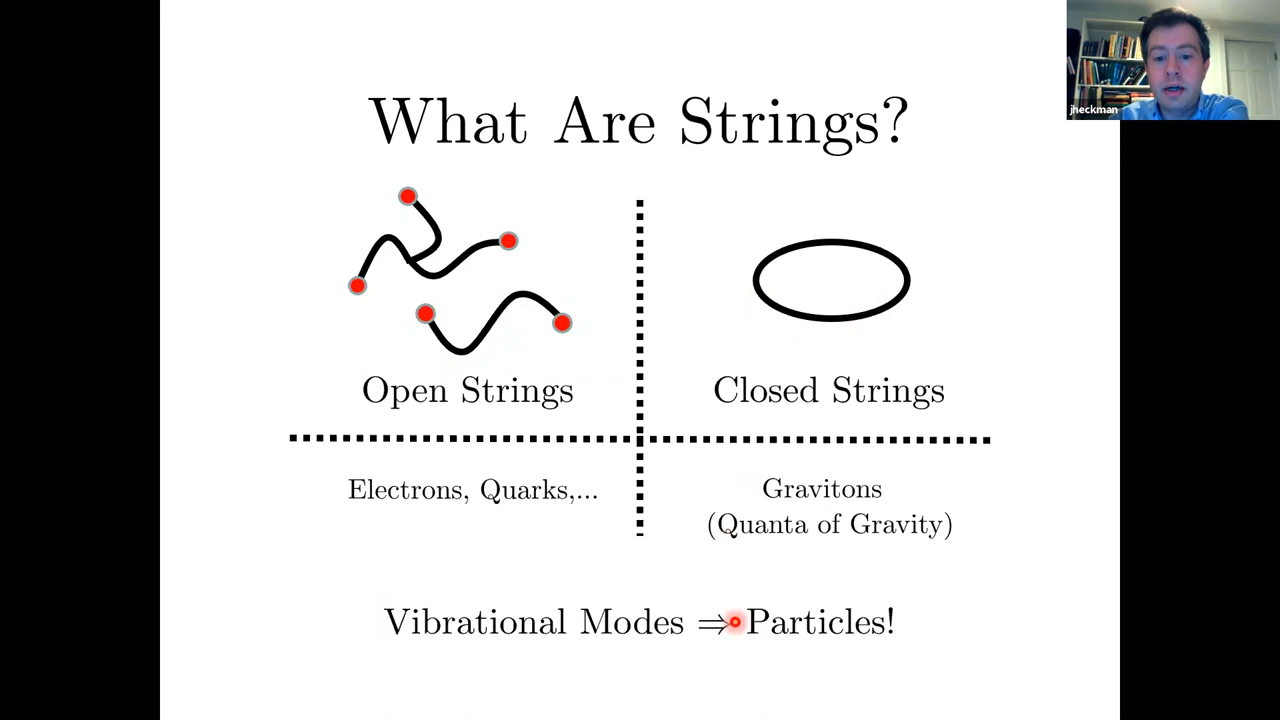 jheckman
What Are Strings?
Open Strings
Closed Strings
Electrons, Quarks,...
Gravitons
(Quanta of Gravity)
Vibrational Modes ⇒ Particles!